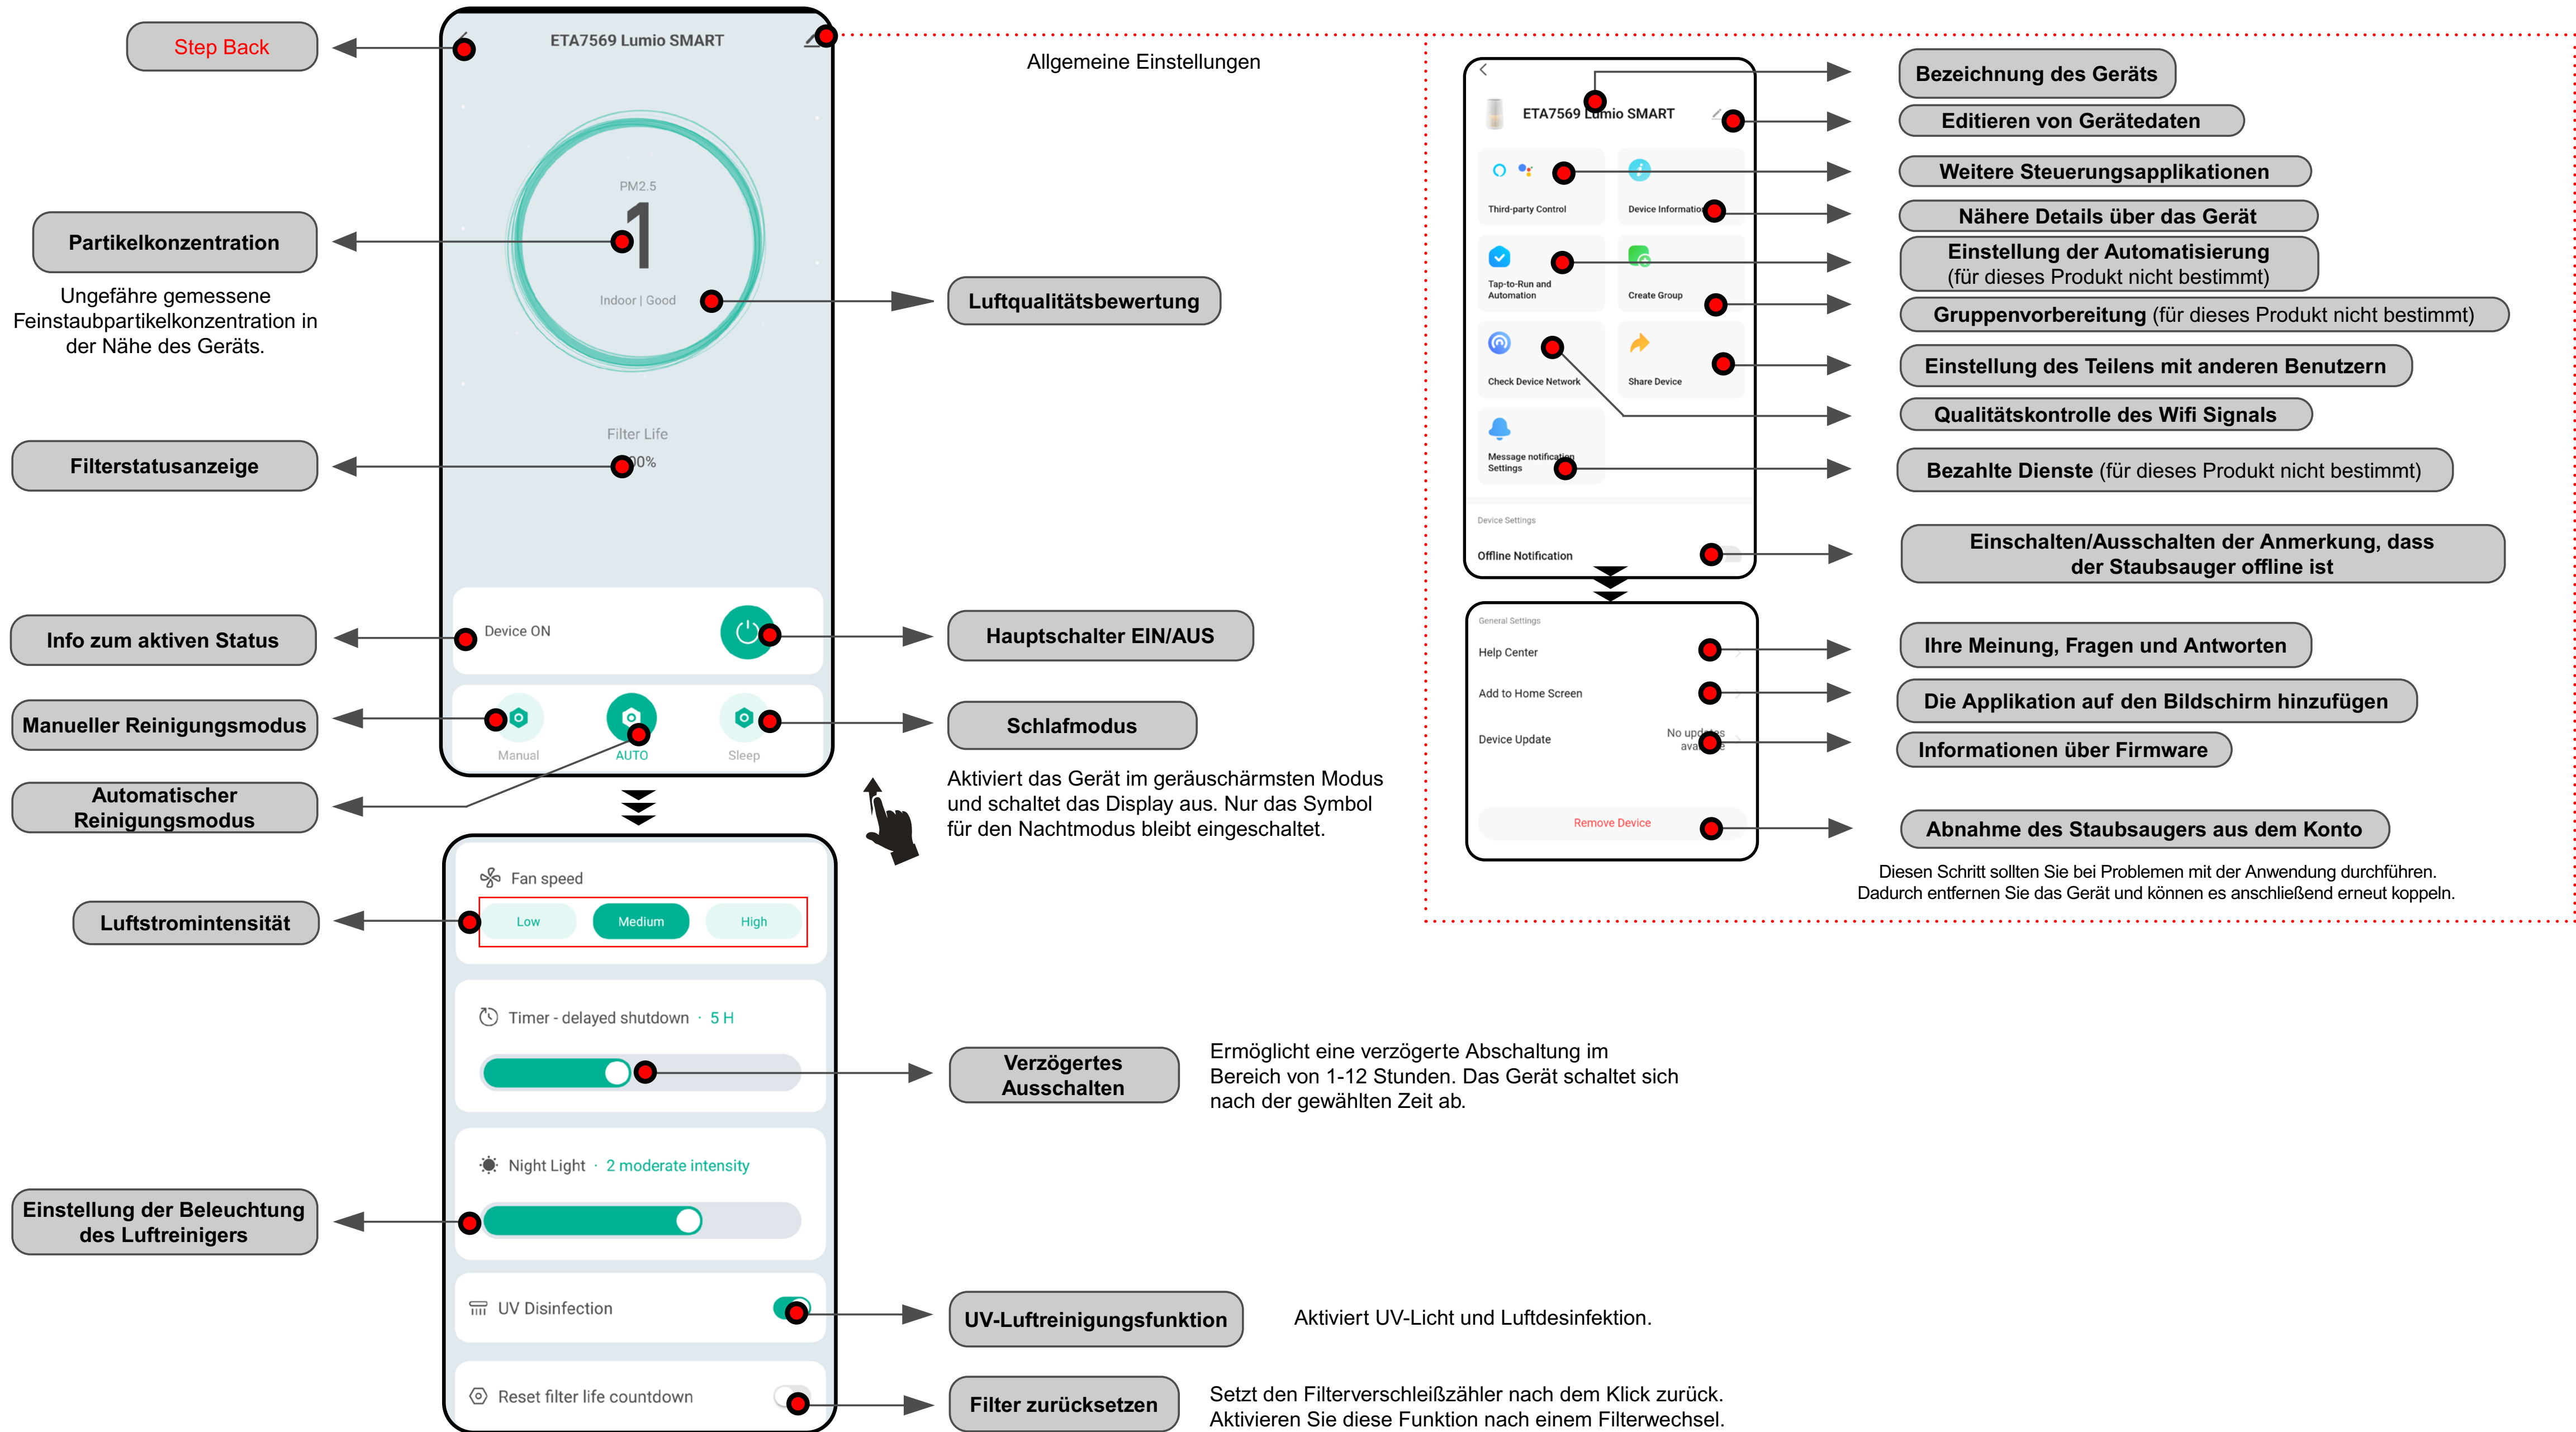 Step Back
ETA7569 Lumio SMART
Allgemeine Einstellungen
PM2.5
1
Indoor | Good
Partikelkonzentration
Ungefähre gemessene
Feinstaubpartikelkonzentration in
der Nähe des Geräts.
Luftqualitätsbewertung
Filter Life
00%
Filterstatusanzeige
Device ON
Info zum aktiven Status
Hauptschalter EIN/AUS
Manueller Reinigungsmodus
Manual
AUTO
Sleep
Schlafmodus
Automatischer
Reinigungsmodus
Aktiviert das Gerät im geräuschärmsten Modus
und schaltet das Display aus. Nur das Symbol
für den Nachtmodus bleibt eingeschaltet.
Fan speed
Low
Medium
High
Luftstromintensität
Timer - delayed shutdown · 5 H
Verzögertes
Ausschalten
Ermöglicht eine verzögerte Abschaltung im
Bereich von 1-12 Stunden. Das Gerät schaltet sich
nach der gewählten Zeit ab.
Night Light · 2 moderate intensity
Einstellung der Beleuchtung
des Luftreinigers
UV Disinfection
UV-Luftreinigungsfunktion
Aktiviert UV-Licht und Luftdesinfektion.
Reset filter life countdown
Filter zurücksetzen
Setzt den Filterverschleißzähler nach dem Klick zurück.
Aktivieren Sie diese Funktion nach einem Filterwechsel.
ETA7569 Lumio SMART
Third-party Control
Device Information
Tap-to-Run and
Automation
Create Group
Check Device Network
Share Device
Message notification
Settings
Device Settings
Offline Notification
General Settings
Help Center
Add to Home Screen
Device Update
No updates
available
Remove Device
Bezeichnung des Geräts
Editieren von Gerätedaten
Weitere Steuerungsapplikationen
Nähere Details über das Gerät
Einstellung der Automatisierung
(für dieses Produkt nicht bestimmt)
Gruppenvorbereitung (für dieses Produkt nicht bestimmt)
Einstellung des Teilens mit anderen Benutzern
Qualitätskontrolle des Wifi Signals
Bezahlte Dienste (für dieses Produkt nicht bestimmt)
Einschalten/Ausschalten der Anmerkung, dass
der Staubsauger offline ist
Ihre Meinung, Fragen und Antworten
Die Applikation auf den Bildschirm hinzufügen
Informationen über Firmware
Abnahme des Staubsaugers aus dem Konto
Diesen Schritt sollten Sie bei Problemen mit der Anwendung durchführen.
Dadurch entfernen Sie das Gerät und können es anschließend erneut koppeln.